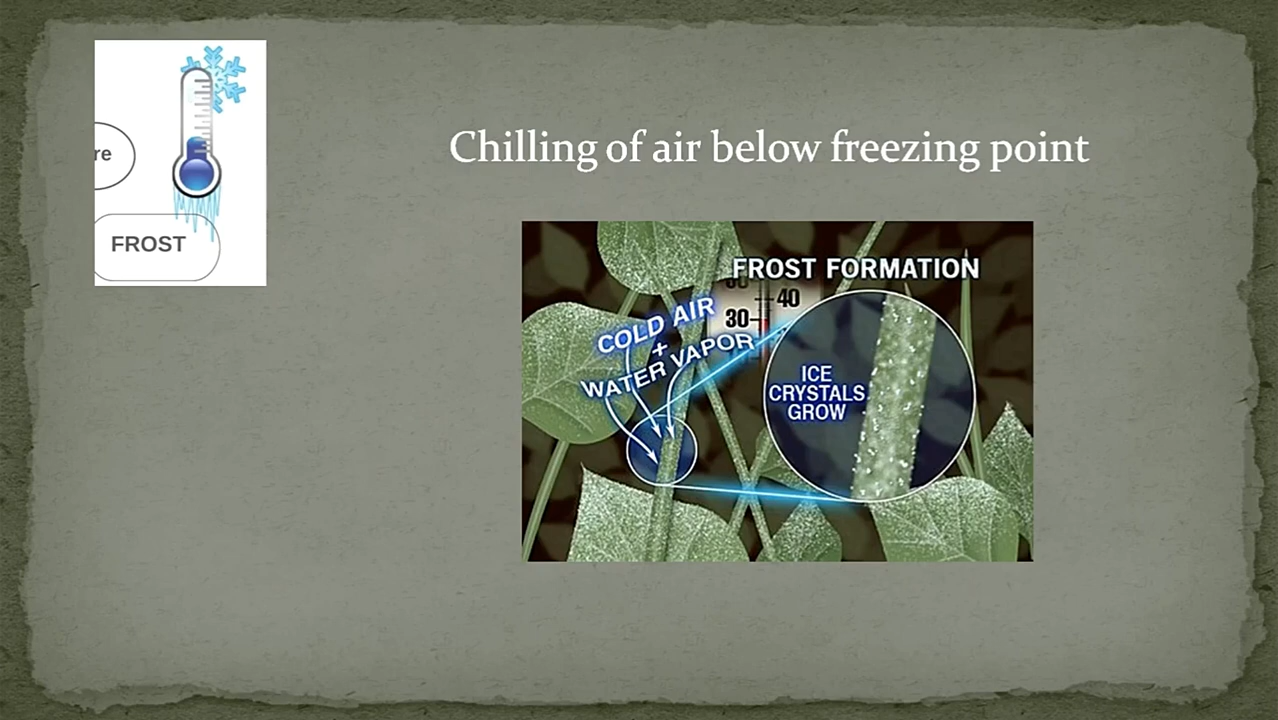 re
FROST
Chilling of air below freezing point
FROST FORMATION
40
30
COLD AIR
+
WATER VAPOR
ICE
CRYSTALS
GROW